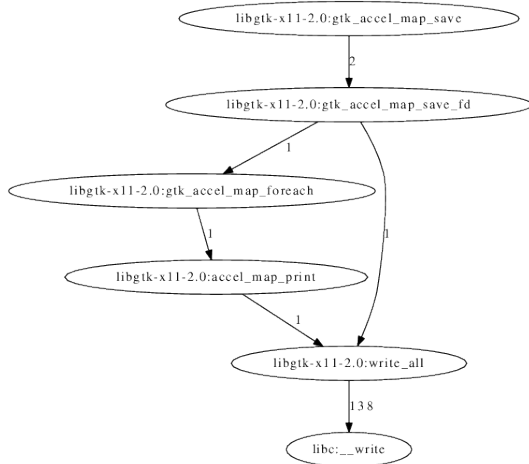 libgtk-x11-2.0:gtk_accel_map_save
2
libgtk-x11-2.0:gtk_accel_map_save_fd
1
libgtk-x11-2.0:gtk_accel_map_foreach
1
1
libgtk-x11-2.0:accel_map_print
1
libgtk-x11-2.0:write_all
138
libc:__write